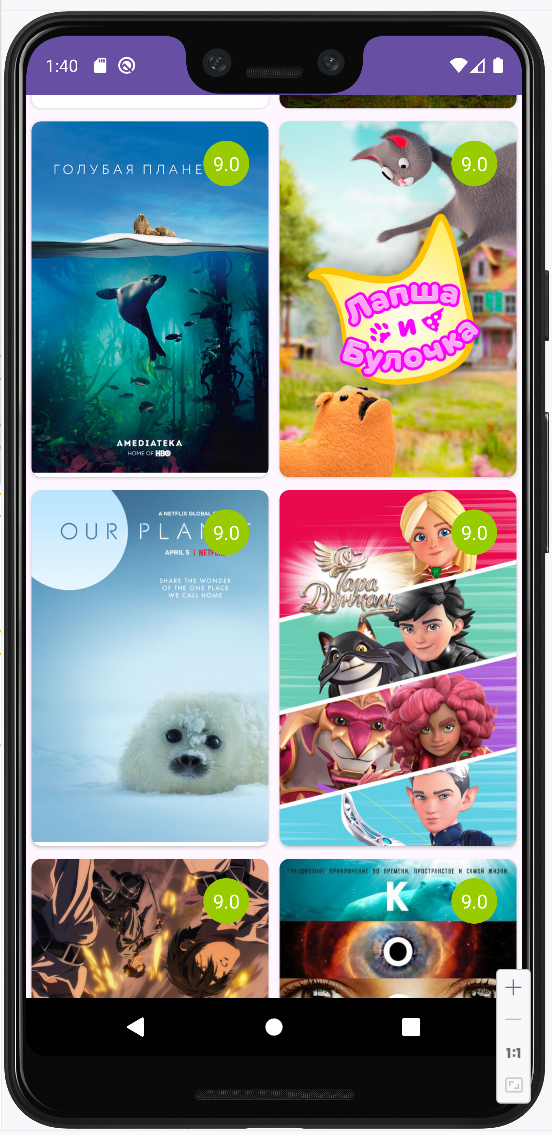 1:40
ГОЛУБАЯ ПЛАНЕ
9.0
9.0
Лапша
и
Булочка
AMEDIATEKA
HOME OF HBO
A NETFLIX GLOBAL
OUR PLANET
9.0
APRIL 5 | NETFLIX
SHARE THE WONDER
OF THE ONE PLACE
WE CALL HOME
9.0
Тара
Дункан
9.0
ГРАНДИОЗНОЕ ПРИКЛЮЧЕНИЕ ВО ВРЕМЕНИ, ПРОСТРАНСТВЕ И САМОЙ ЖИЗНИ
К
9.0
О
1:1